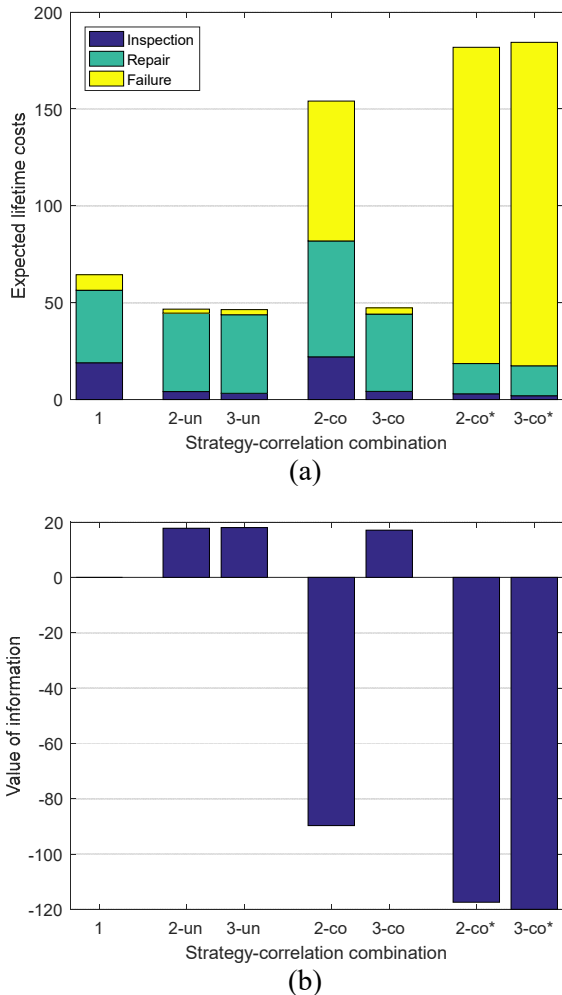 200
150
100
50
0
Expected lifetime costs
Inspection
Repair
Failure
1 2-un 3-un 2-co 3-co 2-co* 3-co*
Strategy-correlation combination
(a)
20
0
-20
-40
-60
-80
-100
-120
Value of information
1 2-un 3-un 2-co 3-co 2-co* 3-co*
Strategy-correlation combination
(b)